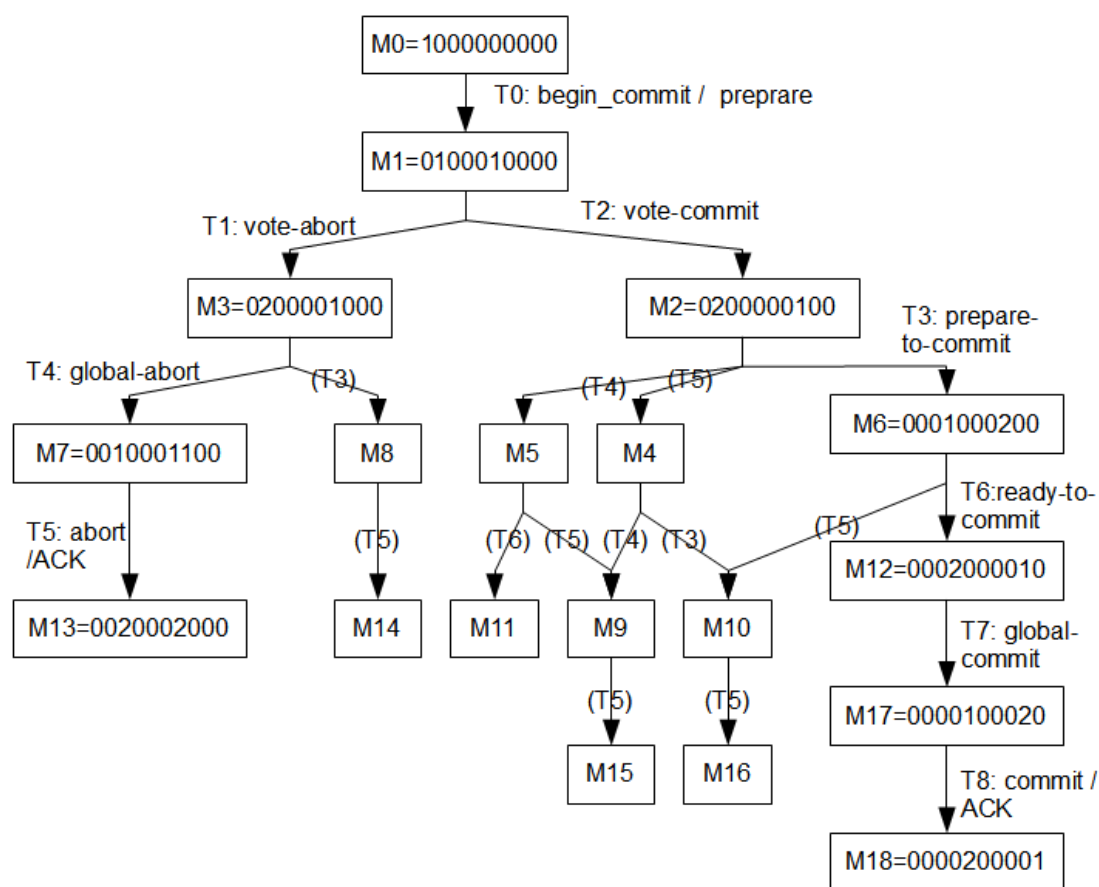 M0=1000000000
T0: begin_commit / preprare
M1=0100010000
T1: vote-abort
T2: vote-commit
M3=0200001000
M2=0200000100
T3: prepare-
to-commit
T4: global-abort
(T3)
(T4)
(T5)
M7=0010001100
M8
M5
M4
M6=0001000200
T5: abort
/ACK
(T5)
(T6)
(T5)
(T4)
(T3)
(T5)
T6:ready-to-
commit
M12=0002000010
M13=0020002000
M14
M11
M9
M10
T7: global-
commit
(T5)
(T5)
M17=0000100020
M15
M16
T8: commit /
ACK
M18=0000200001